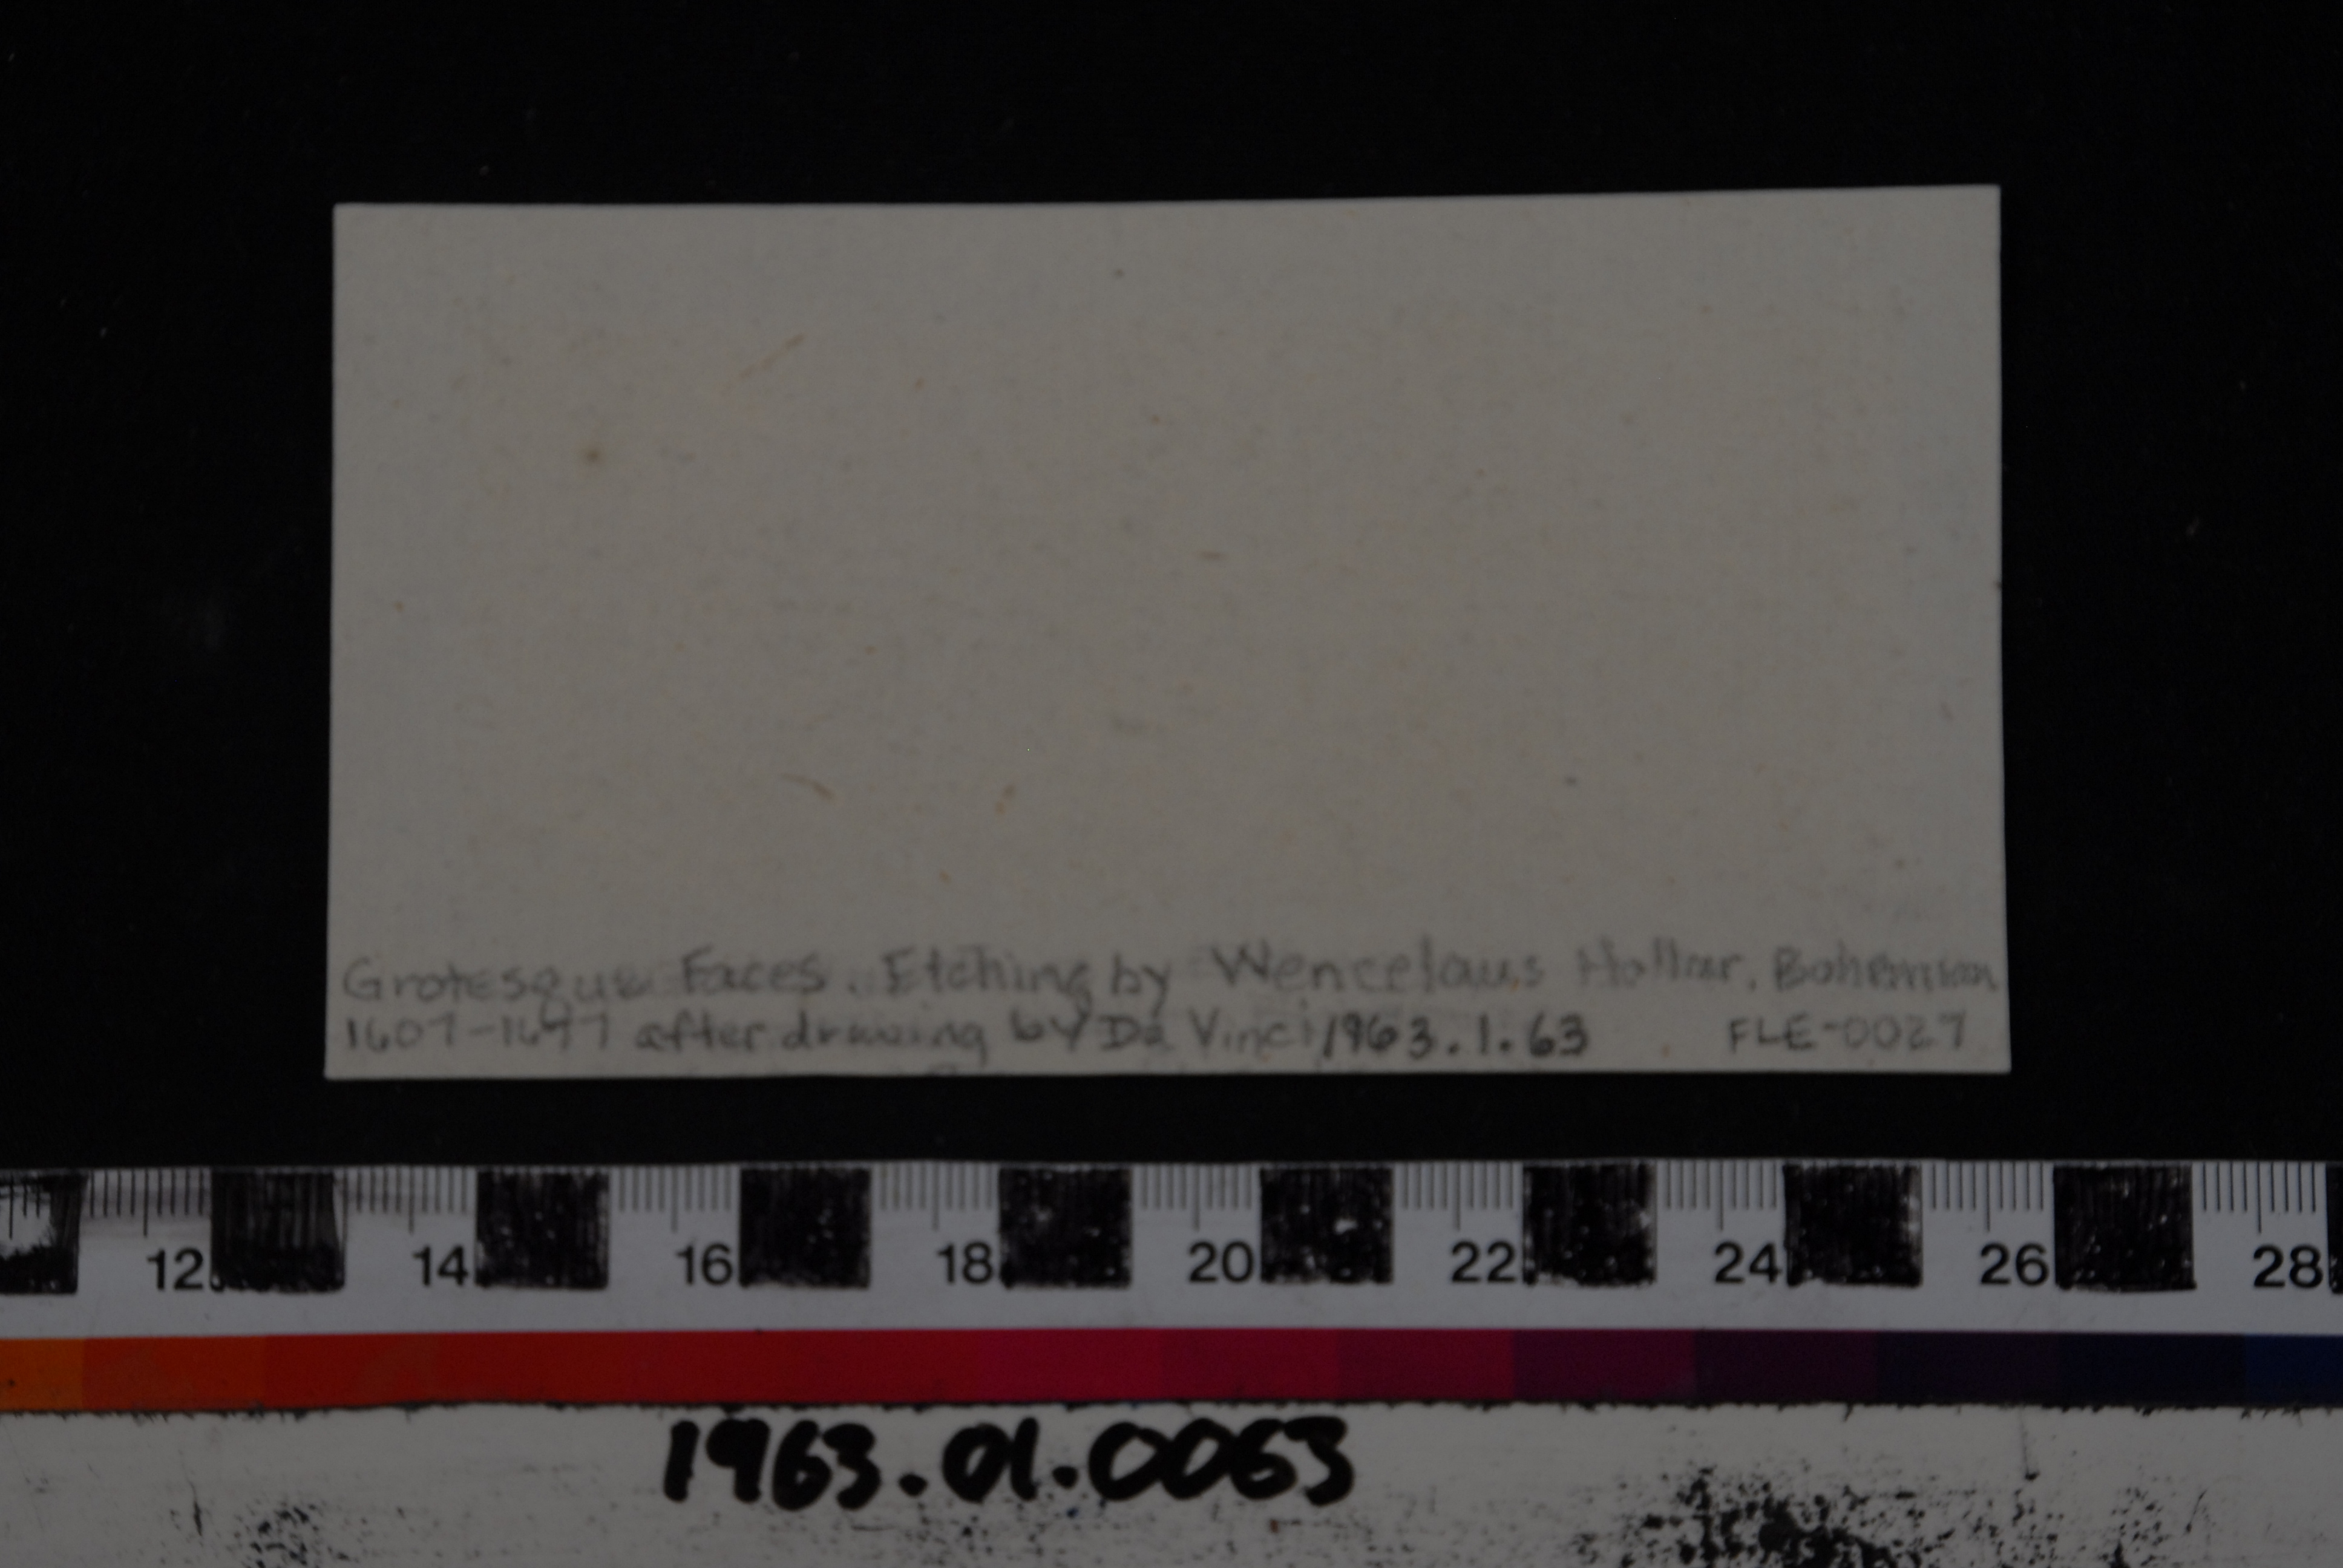 Grotesque Faces. Etching by Wencelaus Hollar, Bohemian
1607-1677 after drawing by Da Vinci 1963.1.63 FLE-0027
12 14 16 18 20 22 24 26 28
1963.01.0063